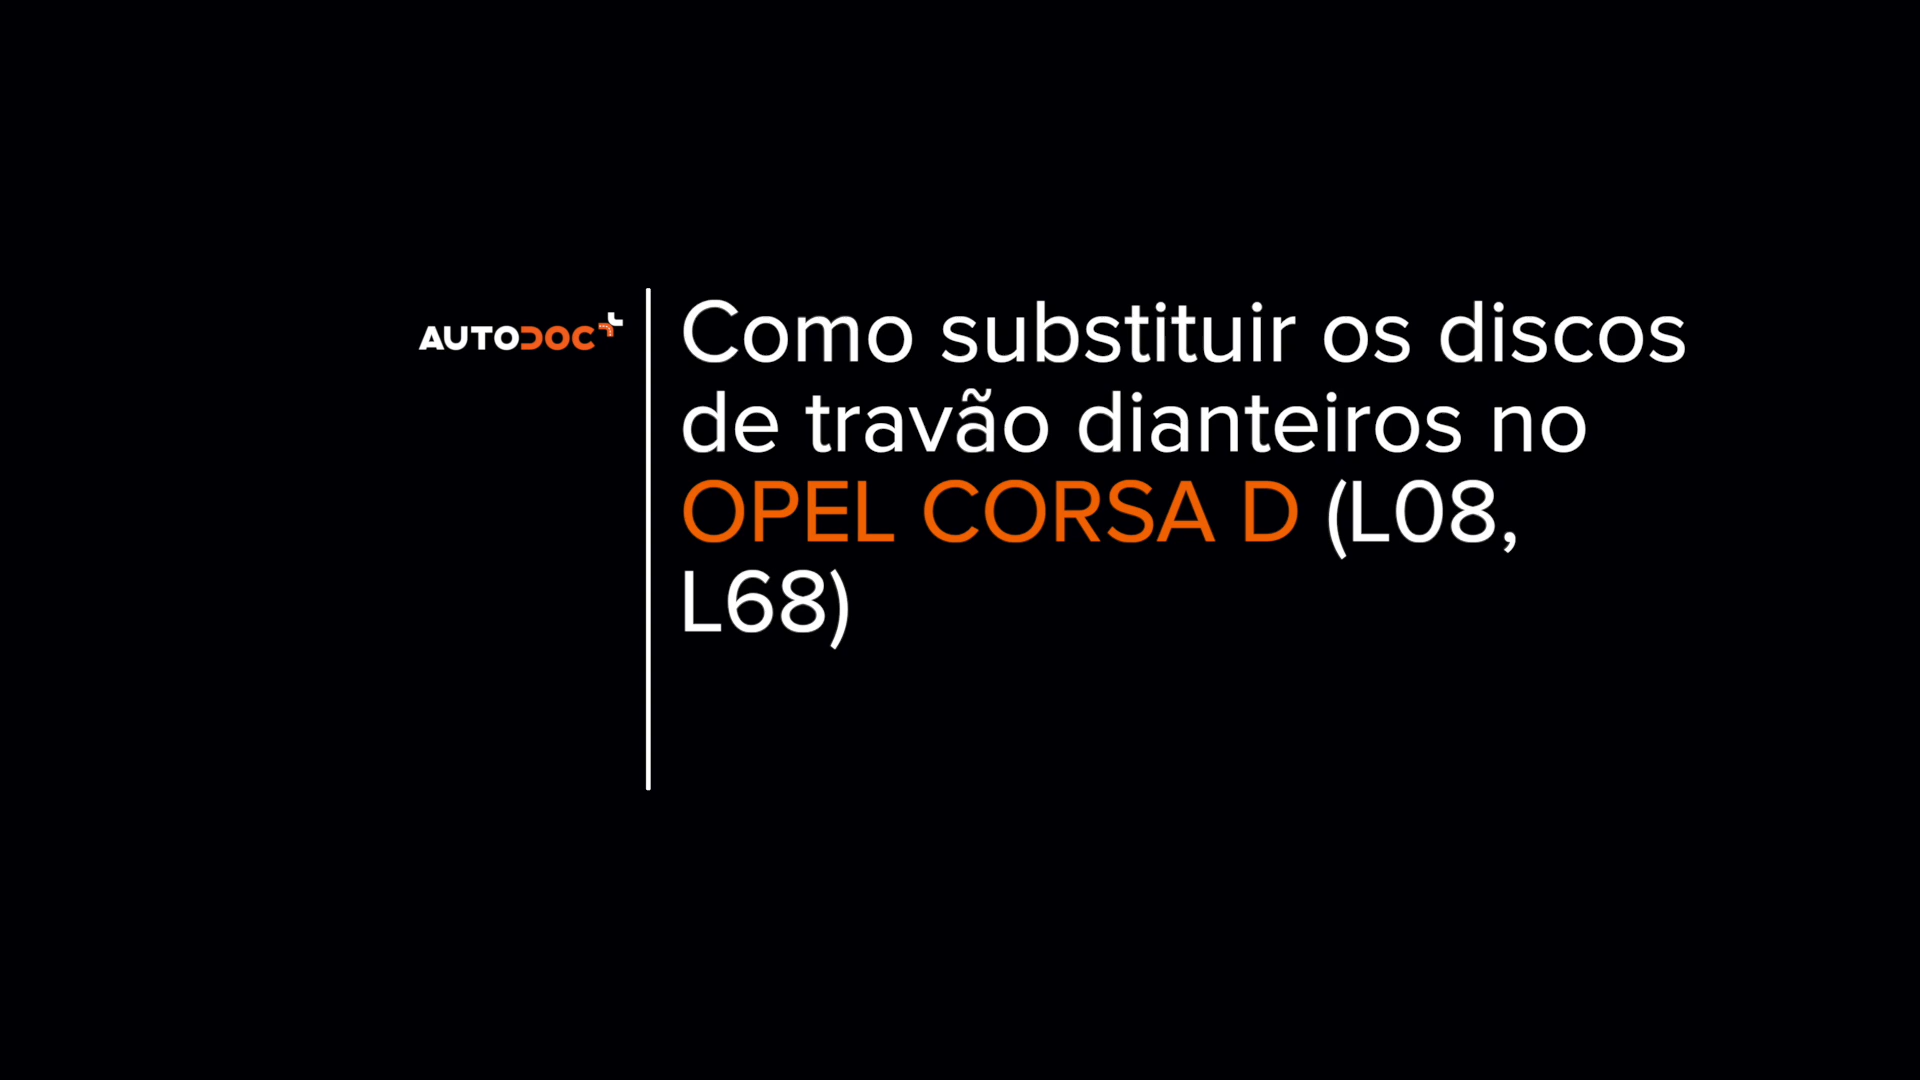 AUTODOC
Como substituir os discos
de travão dianteiros no
OPEL CORSA D (L08,
L68)